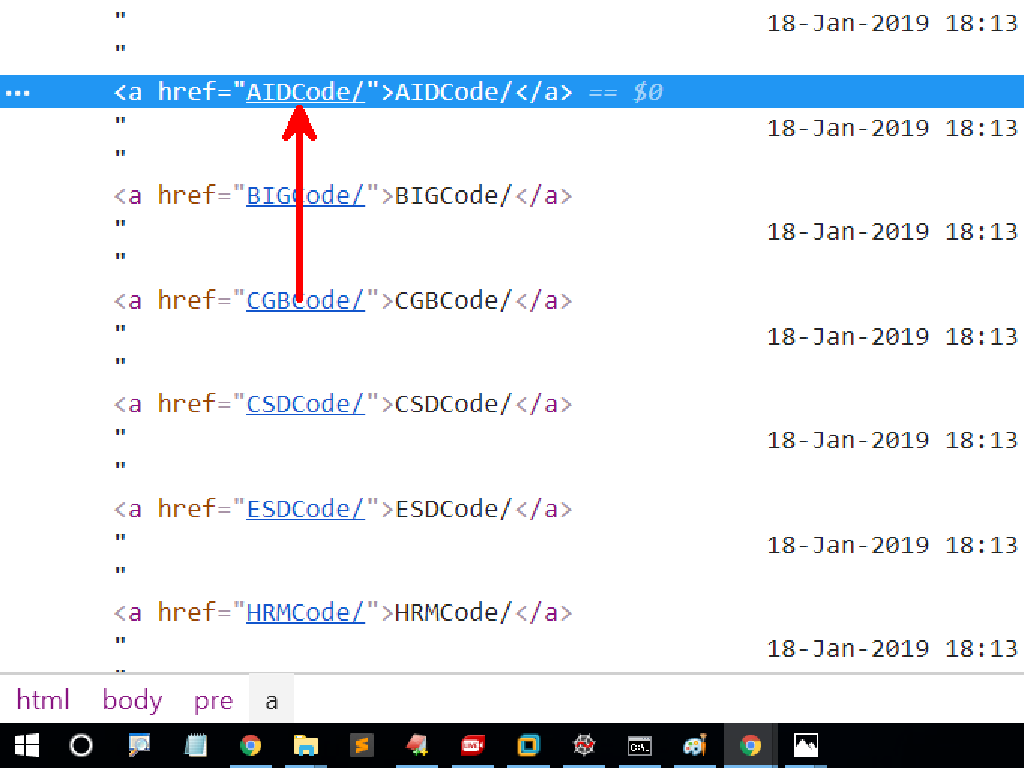 " 18-Jan-2019 18:13
"
... <a href="AIDCode/">AIDCode/</a> == $0
" 18-Jan-2019 18:13
"
<a href="BIGCode/">BIGCode/</a>
" 18-Jan-2019 18:13
"
<a href="CGBCode/">CGBCode/</a>
" 18-Jan-2019 18:13
"
<a href="CSDCode/">CSDCode/</a>
" 18-Jan-2019 18:13
"
<a href="ESDCode/">ESDCode/</a>
" 18-Jan-2019 18:13
"
<a href="HRMCode/">HRMCode/</a>
" 18-Jan-2019 18:13
"
html body pre a
LIVE C:\.